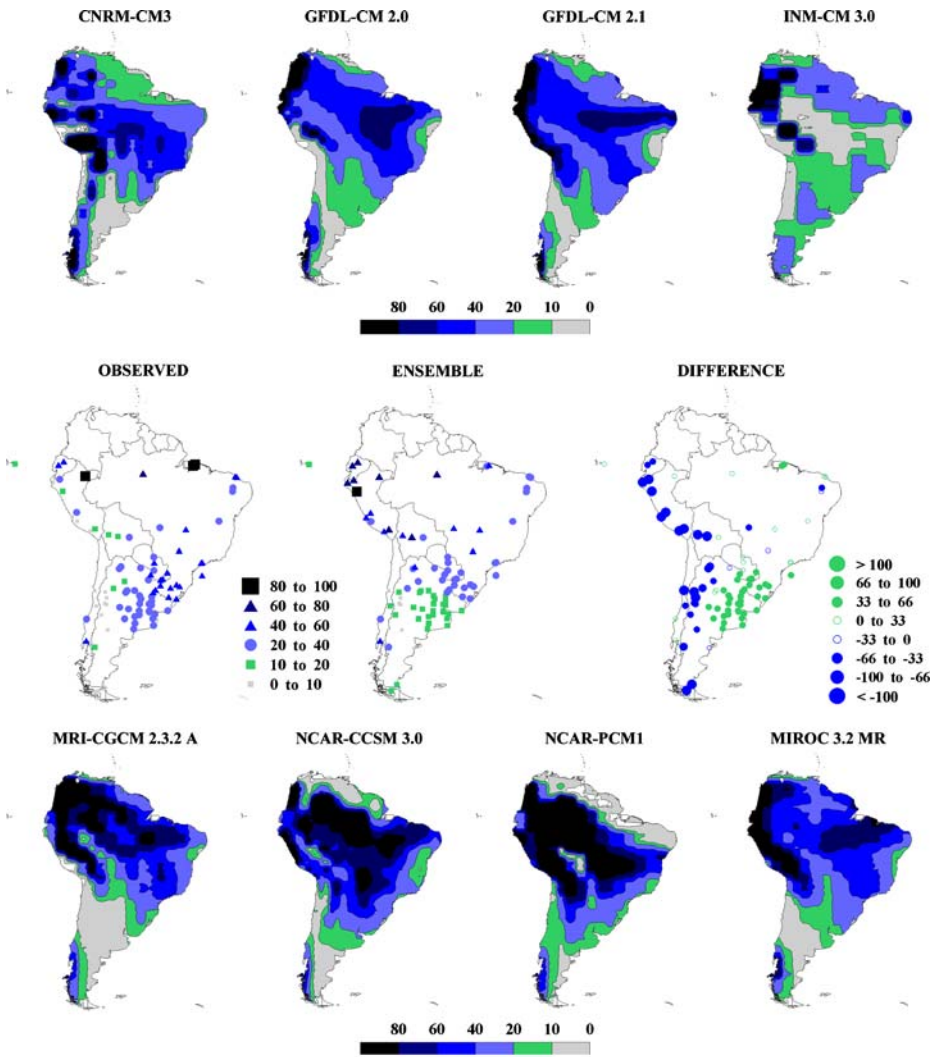 CNRM-CM3 GFDL-CM 2.0 GFDL-CM 2.1 INM-CM 3.0
80 60 40 20 10 0
OBSERVED ENSEMBLE DIFFERENCE
80 to 100
60 to 80
40 to 60
20 to 40
10 to 20
0 to 10
> 100
66 to 100
33 to 66
0 to 33
-33 to 0
-66 to -33
-100 to -66
< -100
MRI-CGCM 2.3.2 A NCAR-CCSM 3.0 NCAR-PCM1 MIROC 3.2 MR
80 60 40 20 10 0